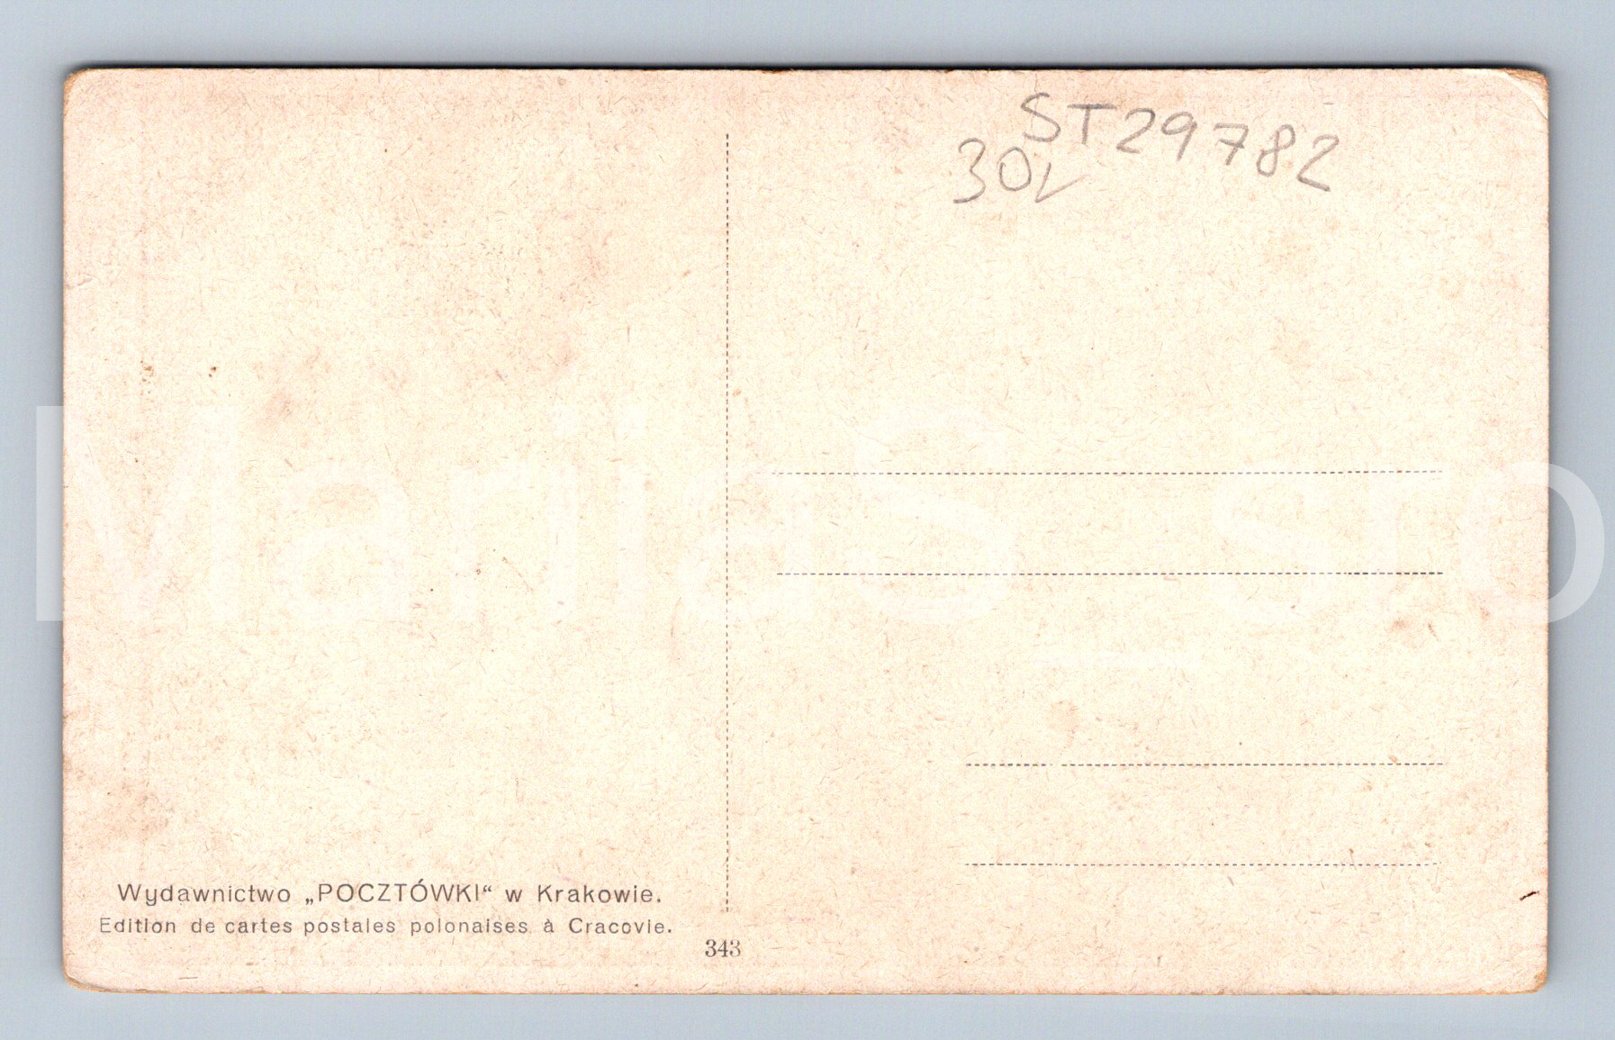 ST29782
30
Wydawnictwo „POCZTÓWKI“ w Krakowie.
Edition de cartes postales polonaises à Cracovie.
343